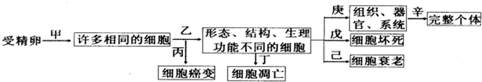 受精卵 甲 许多相同的细胞 乙 形态、结构、生理功能不同的细胞 庚 组织、器官、系统 辛 完整个体
丙 细胞癌变
丁 细胞凋亡
戊 细胞坏死
己 细胞衰老